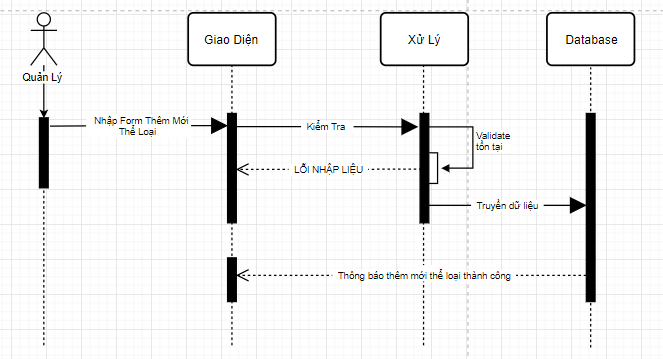 Quản Lý
Giao Diện
Xử Lý
Database
Nhập Form Thêm Mới
Thể Loại
Kiểm Tra
Validate
tồn tại
LỖI NHẬP LIỆU
Truyền dữ liệu
Thông báo thêm mới thể loại thành công